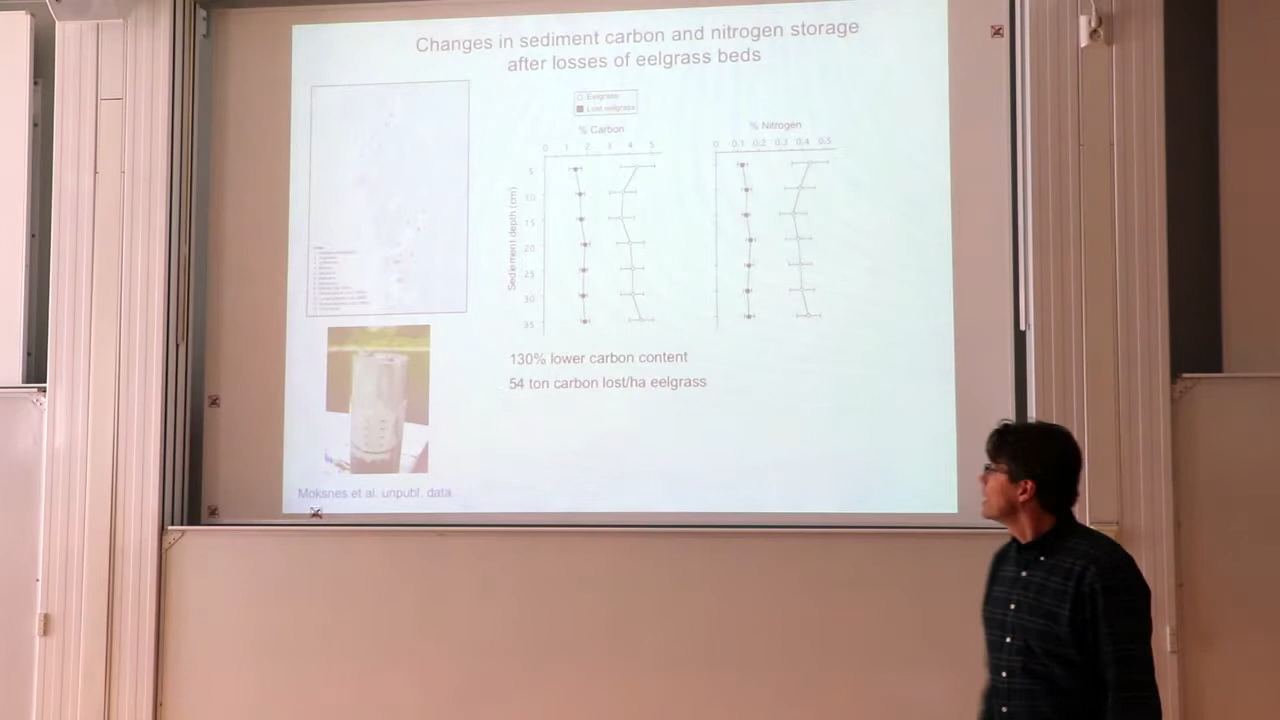 Changes in sediment carbon and nitrogen storage
after losses of eelgrass beds
Eelgrass
Lost eelgrass
% Carbon
0 1 2 3 4 5
Sediement depth (cm)
5
10
15
20
25
30
35
% Nitrogen
0 0.1 0.2 0.3 0.4 0.5
130% lower carbon content
54 ton carbon lost/ha eelgrass
Moksnes et al. unpubl. data